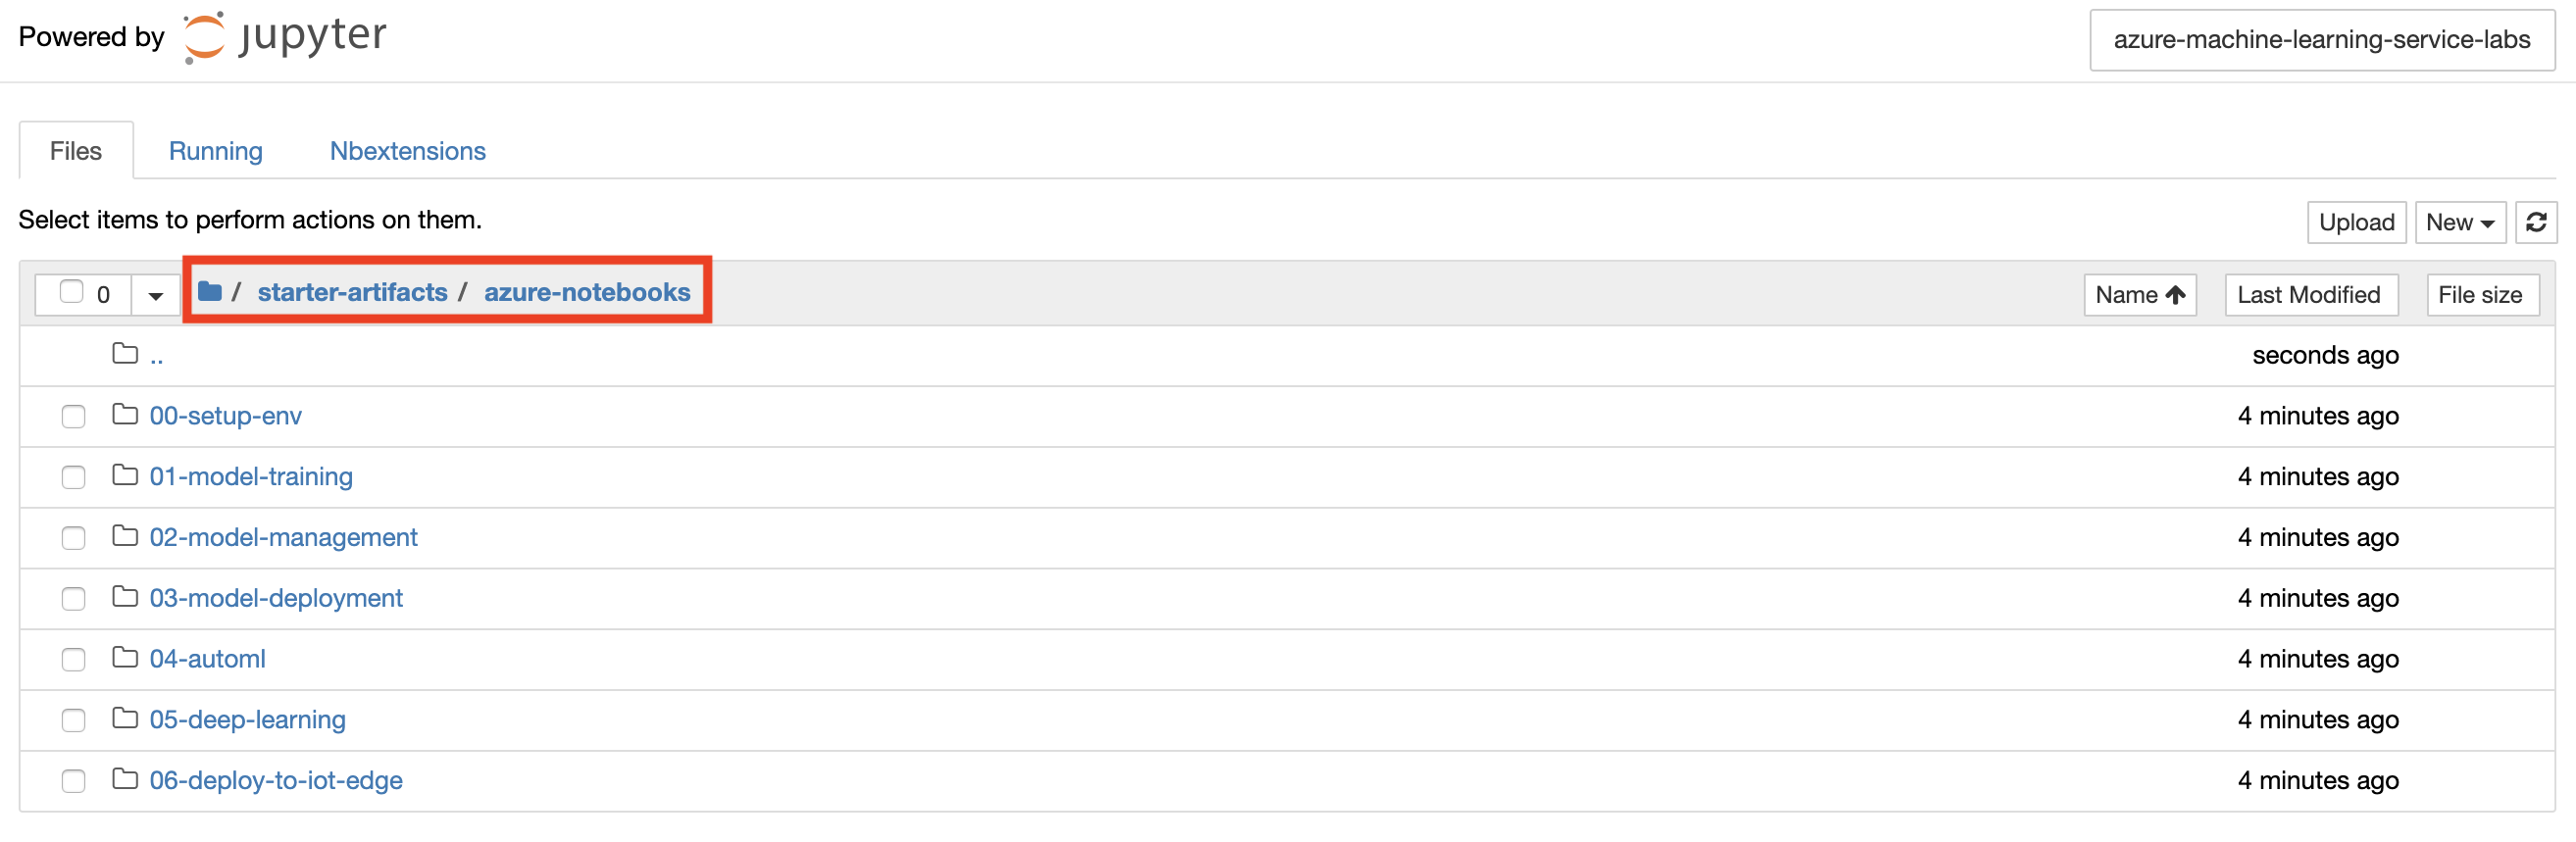 Powered by jupyter azure-machine-learning-service-labs
Files Running Nbextensions
Select items to perform actions on them. Upload New
0 / starter-artifacts / azure-notebooks Name Last Modified File size
.. seconds ago
00-setup-env 4 minutes ago
01-model-training 4 minutes ago
02-model-management 4 minutes ago
03-model-deployment 4 minutes ago
04-automl 4 minutes ago
05-deep-learning 4 minutes ago
06-deploy-to-iot-edge 4 minutes ago